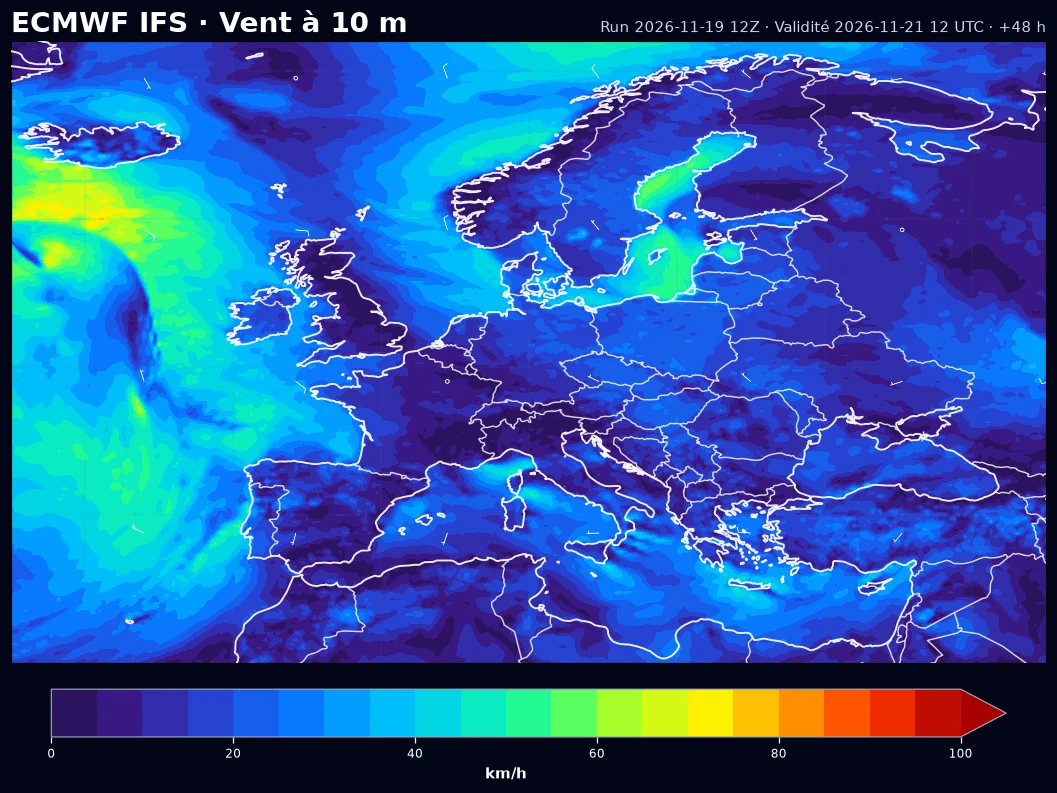 ECMWF IFS · Vent à 10 m
Run 2026-11-19 12Z · Validité 2026-11-21 12 UTC · +48 h
0 20 40 60 80 100
km/h